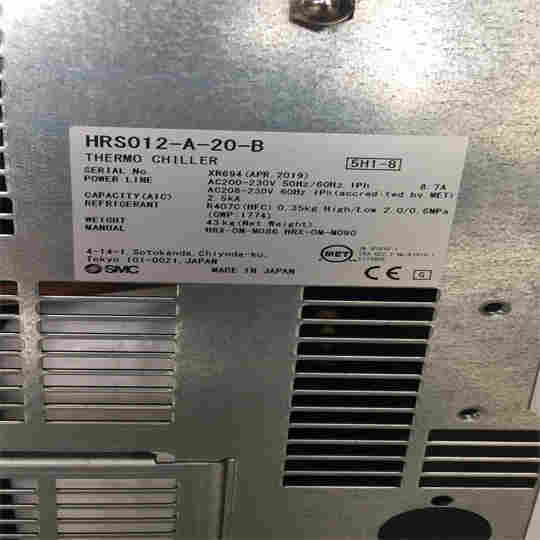 HRS012-A-20-B
THERMO CHILLER 5H1-8
SERIAL No. XR694(APR.2019)
POWER LINE AC200-230V 50Hz/60Hz 1Ph 8.7A
AC208-230V 60Hz 1Ph(accredited by MET)
CAPACITY(AIC) 2.5kA
REFRIGERANT R407C(HFC) 0.35kg High/Low 2.0/0.6MPa
(GWP:1774)
WEIGHT 43kg(Net Weight)
MANUAL HRX-OM-M086 HRX-OM-M090
4-14-1,Sotokanda,Chiyoda-ku,
Tokyo 101-0021,JAPAN
SMC MADE IN JAPAN
MET
CE G